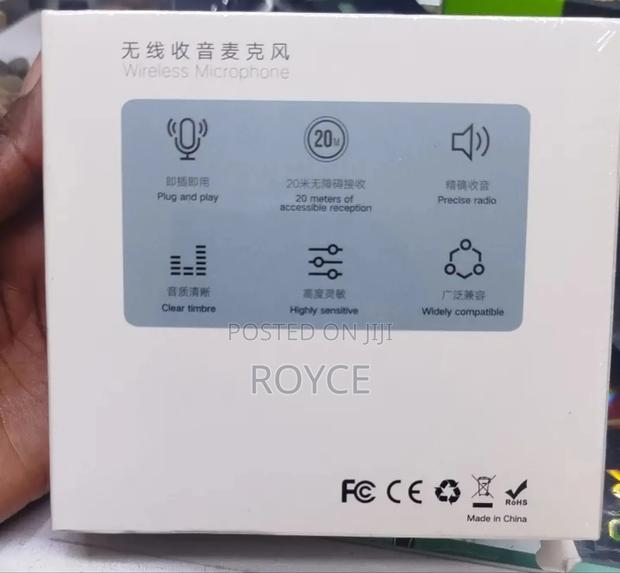 无线收音麦克风
Wireless Microphone
20M
即插即用
Plug and play
20米无障碍接收
20 meters of
accessible reception
精确收音
Precise radio
音质清晰
Clear timbre
高度灵敏
Highly sensitive
广泛兼容
Widely compatible
POSTED ON JIJI
ROYCE
FC CE RoHS
Made in China